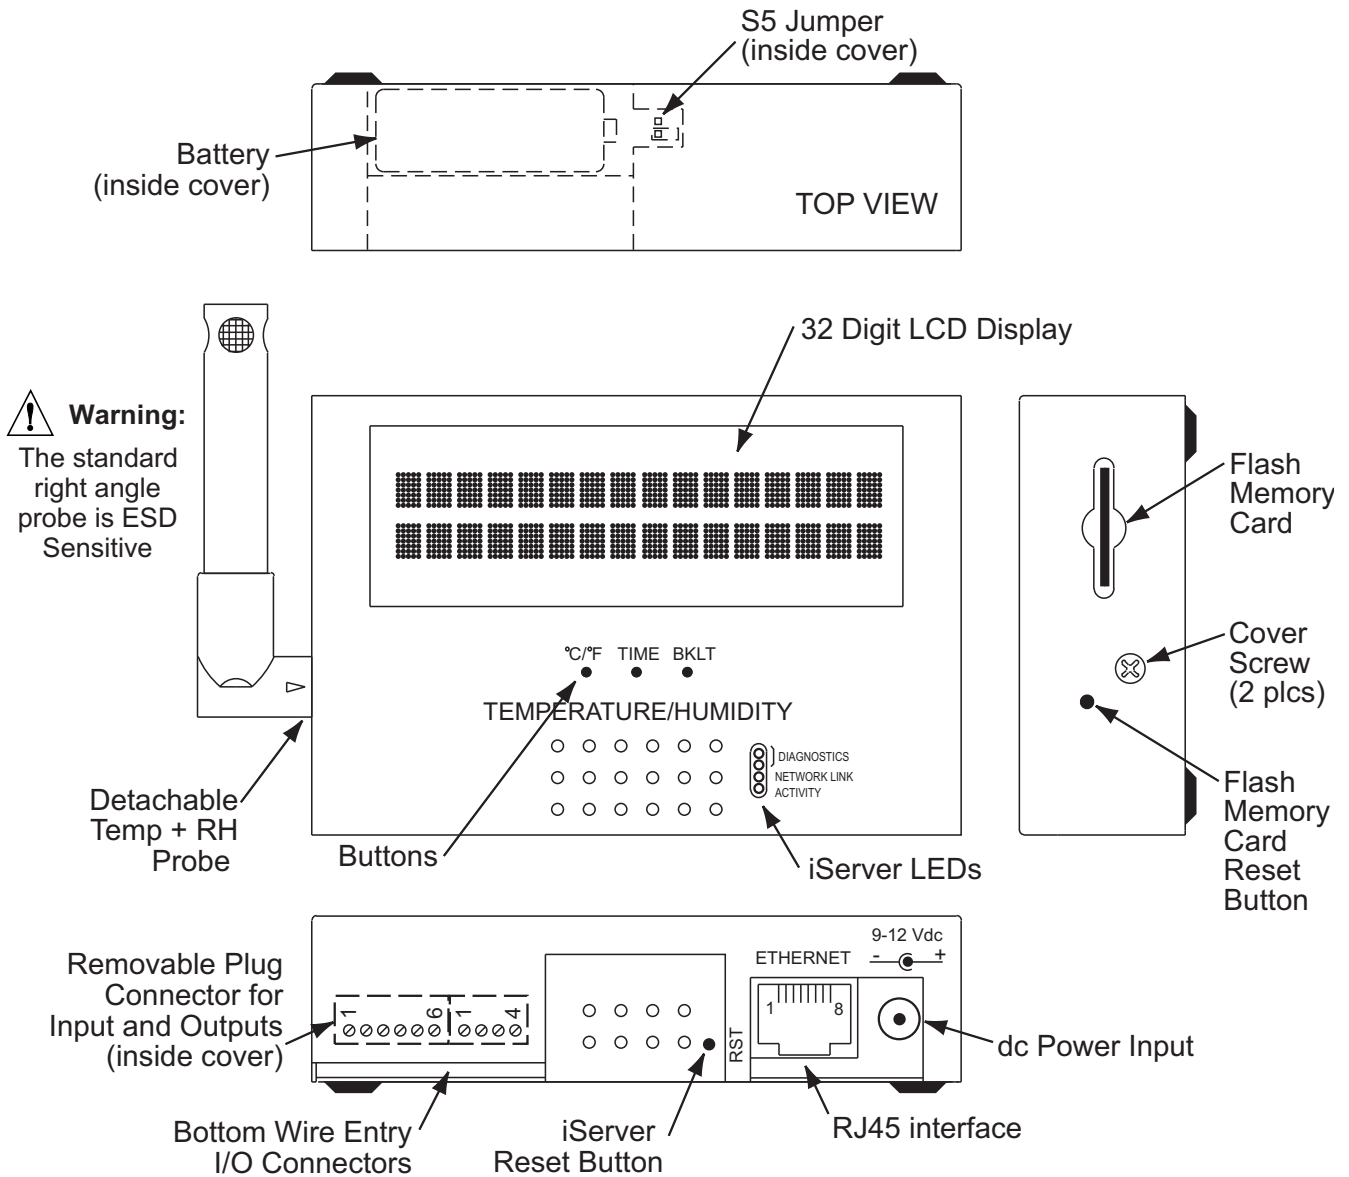 S5 Jumper
(inside cover)
Battery
(inside cover)
TOP VIEW
32 Digit LCD Display
Warning:
The standard
right angle
probe is ESD
Sensitive
Flash
Memory
Card
Cover
Screw
(2 plcs)
°C/°F TIME BKLT
TEMPERATURE/HUMIDITY
DIAGNOSTICS
NETWORK LINK
ACTIVITY
Detachable
Temp + RH
Probe
Buttons
iServer LEDs
Flash
Memory
Card
Reset
Button
Removable Plug
Connector for
Input and Outputs
(inside cover)
1 6 1 4
RST
ETHERNET
1 8
9-12 Vdc
- +
dc Power Input
Bottom Wire Entry
I/O Connectors
iServer
Reset Button
RJ45 interface